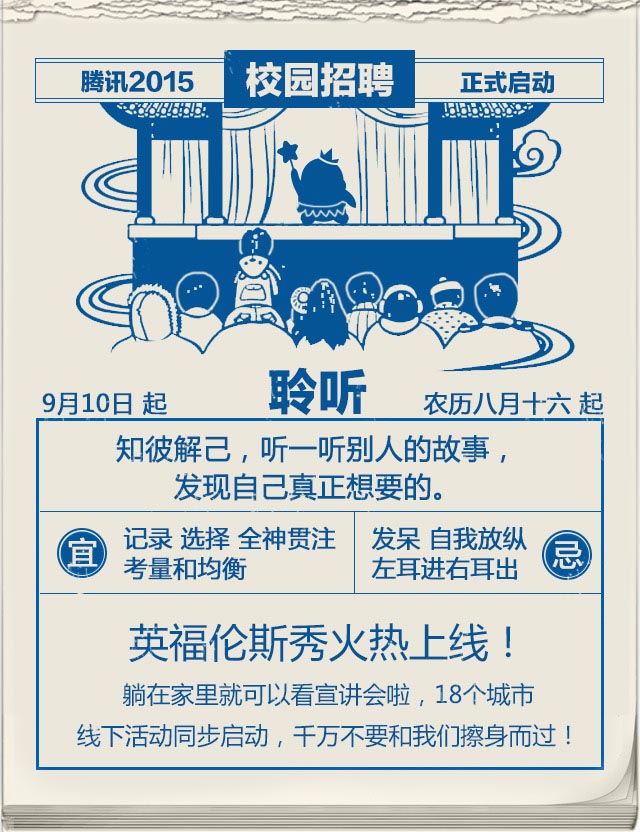 腾讯2015 校园招聘 正式启动
聆听
9月10日 起 农历八月十六 起
知彼解己，听一听别人的故事，
发现自己真正想要的。
宜 记录 选择 全神贯注
考量和均衡
发呆 自我放纵 忌
左耳进右耳出
英福伦斯秀火热上线！
躺在家里就可以看宣讲会啦，18个城市
线下活动同步启动，千万不要和我们擦身而过！